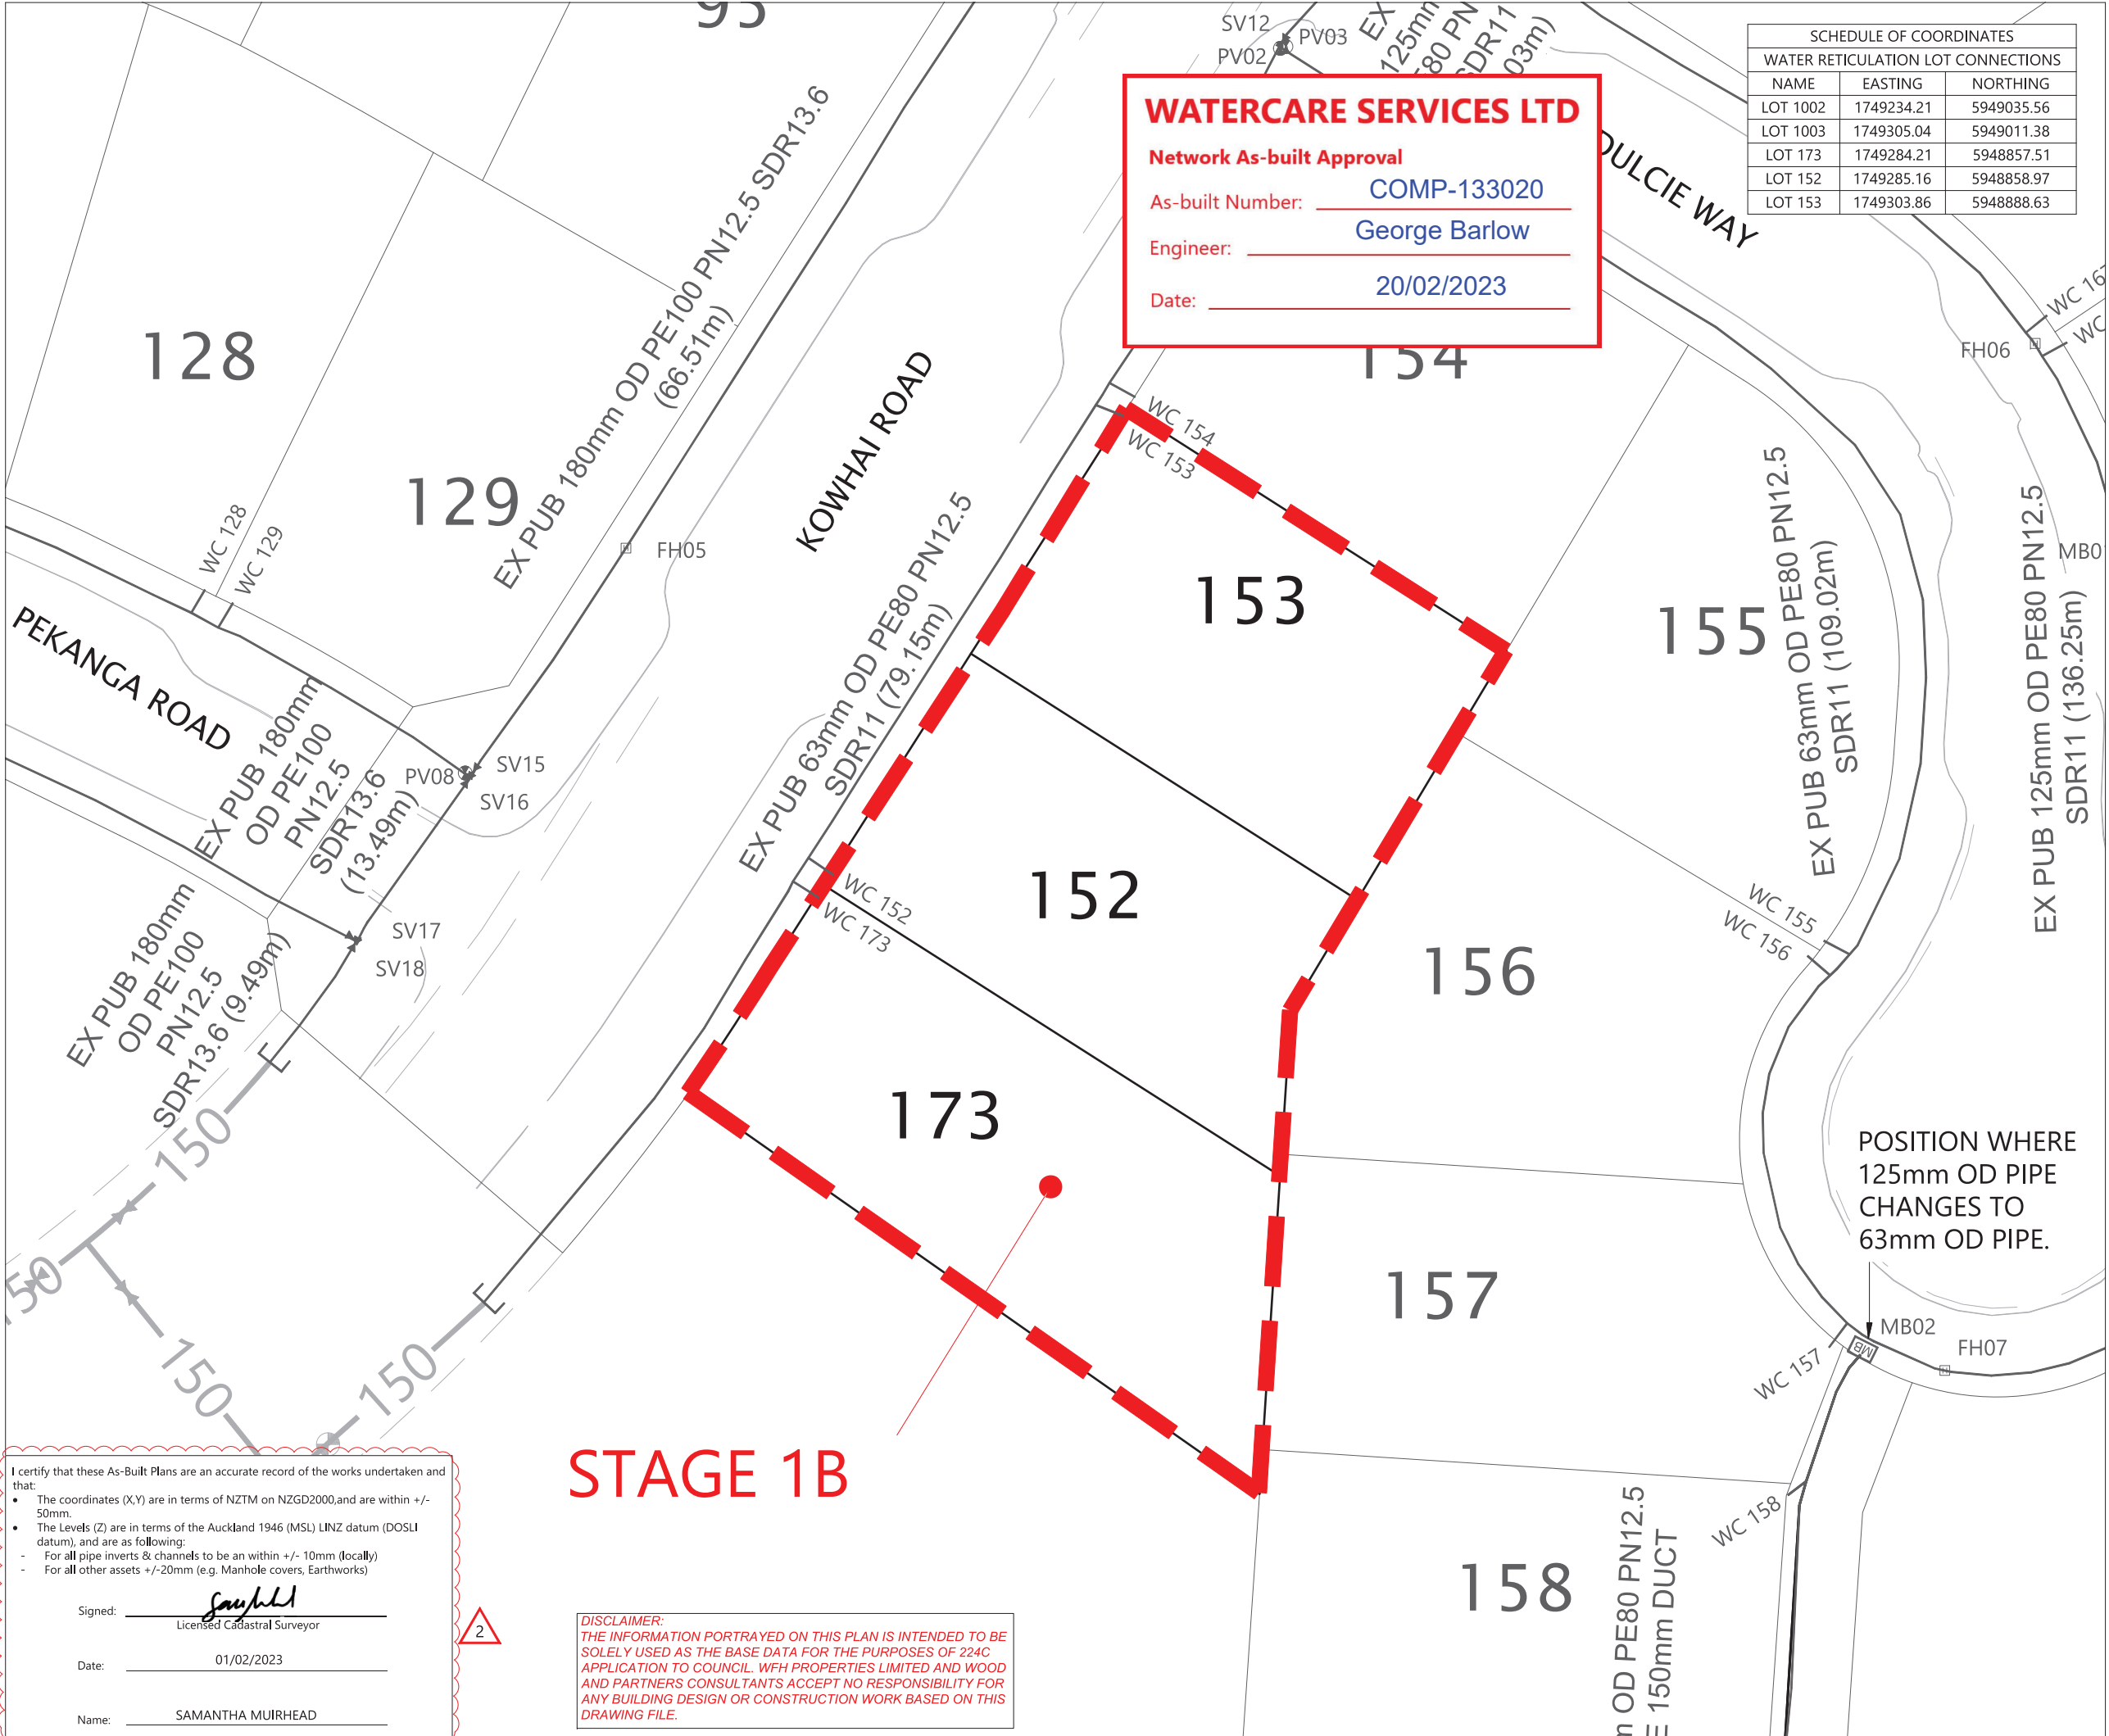 SCHEDULE OF COORDINATES
WATER RETICULATION LOT CONNECTIONS
NAME EASTING NORTHING
LOT 1002 1749234.21 5949035.56
LOT 1003 1749305.04 5949011.38
LOT 173 1749284.21 5948857.51
LOT 152 1749285.16 5948858.97
LOT 153 1749303.86 5948888.63
SV12
PV03
PV02
EX
125mm
SDR11
03m)
WATERCARE SERVICES LTD
Network As-built Approval
As-built Number: COMP-133020
Engineer: George Barlow
Date: 20/02/2023
DULCIE WAY
WC 167
WC
FH06
128
129
WC 128
WC 129
EX PUB 180mm OD PE100 PN12.5 SDR13.6
(66.51m)
FH05
KOWHAI ROAD
154
WC 154
WC 153
153
155
EX PUB 63mm OD PE80 PN12.5
SDR11 (109.02m)
EX PUB 125mm OD PE80 PN12.5
SDR11 (136.25m)
PEKANGA ROAD
EX PUB 180mm
OD PE100
PN12.5
SDR13.6
(13.49m)
PV08
SV15
SV16
EX PUB 63mm OD PE80 PN12.5
SDR11 (79.15m)
WC 152
WC 173
152
WC 155
WC 156
156
SV17
SV18
EX PUB 180mm
OD PE100
PN12.5
SDR13.6 (9.49m)
173
POSITION WHERE
125mm OD PIPE
CHANGES TO
63mm OD PIPE.
150
50
150
150
157
MB02
MB
FH07
WC 157
STAGE 1B
WC 158
158
OD PE80 PN12.5
150mm DUCT
I certify that these As-Built Plans are an accurate record of the works undertaken and
that:
• The coordinates (X,Y) are in terms of NZTM on NZGD2000,and are within +/-
50mm.
• The Levels (Z) are in terms of the Auckland 1946 (MSL) LINZ datum (DOSLI
datum), and are as following:
- For all pipe inverts & channels to be an within +/- 10mm (locally)
- For all other assets +/-20mm (e.g. Manhole covers, Earthworks)
Signed:
Licensed Cadastral Surveyor
Date: 01/02/2023
Name: SAMANTHA MUIRHEAD
2
DISCLAIMER:
THE INFORMATION PORTRAYED ON THIS PLAN IS INTENDED TO BE
SOLELY USED AS THE BASE DATA FOR THE PURPOSES OF 224C
APPLICATION TO COUNCIL. WFH PROPERTIES LIMITED AND WOOD
AND PARTNERS CONSULTANTS ACCEPT NO RESPONSIBILITY FOR
ANY BUILDING DESIGN OR CONSTRUCTION WORK BASED ON THIS
DRAWING FILE.